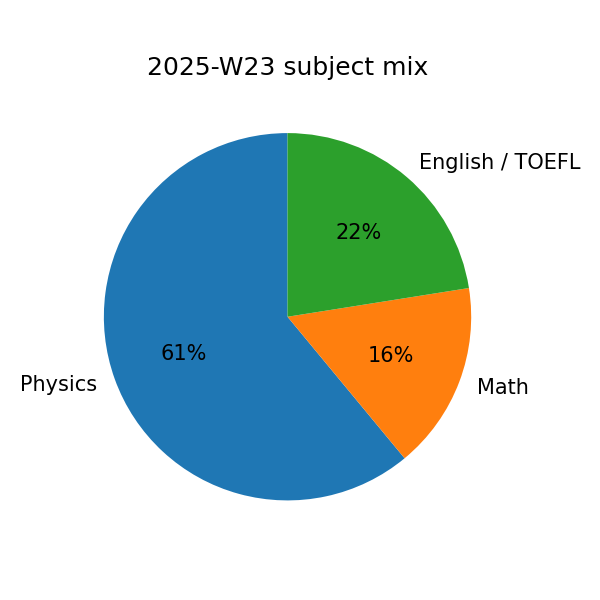 2025-W23 subject mix
English / TOEFL
22%
61%
16%
Physics
Math